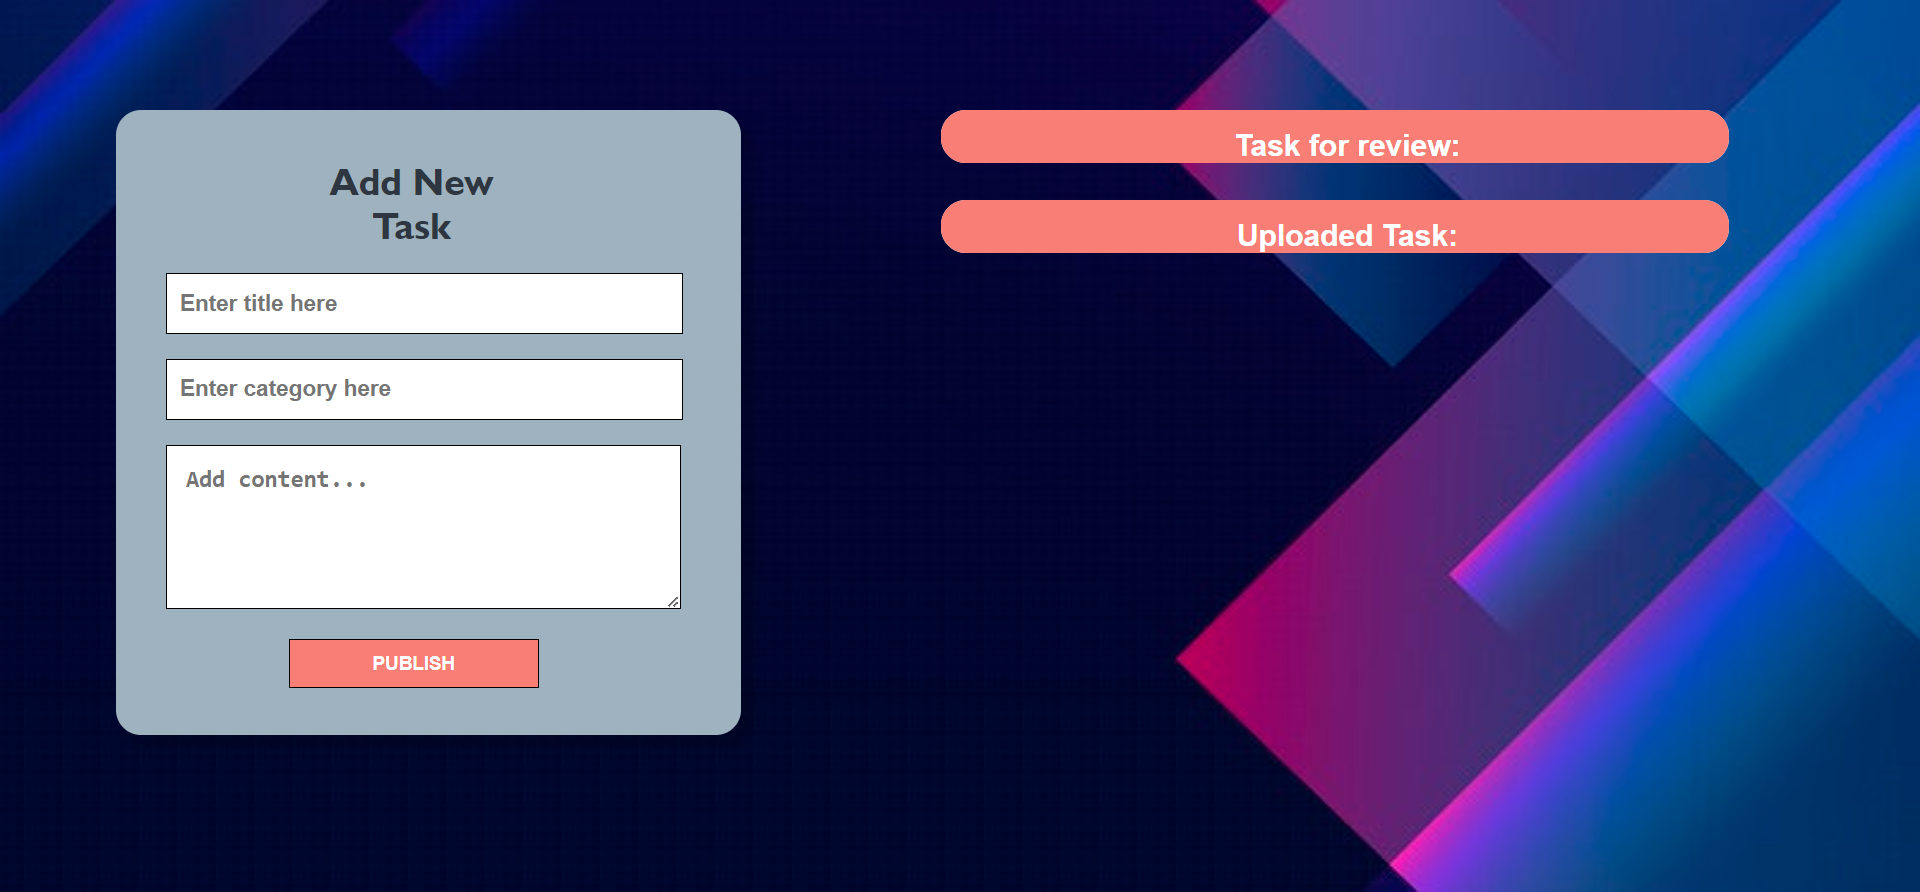 Add New
Task
Enter title here
Enter category here
Add content...
PUBLISH
Task for review:
Uploaded Task: